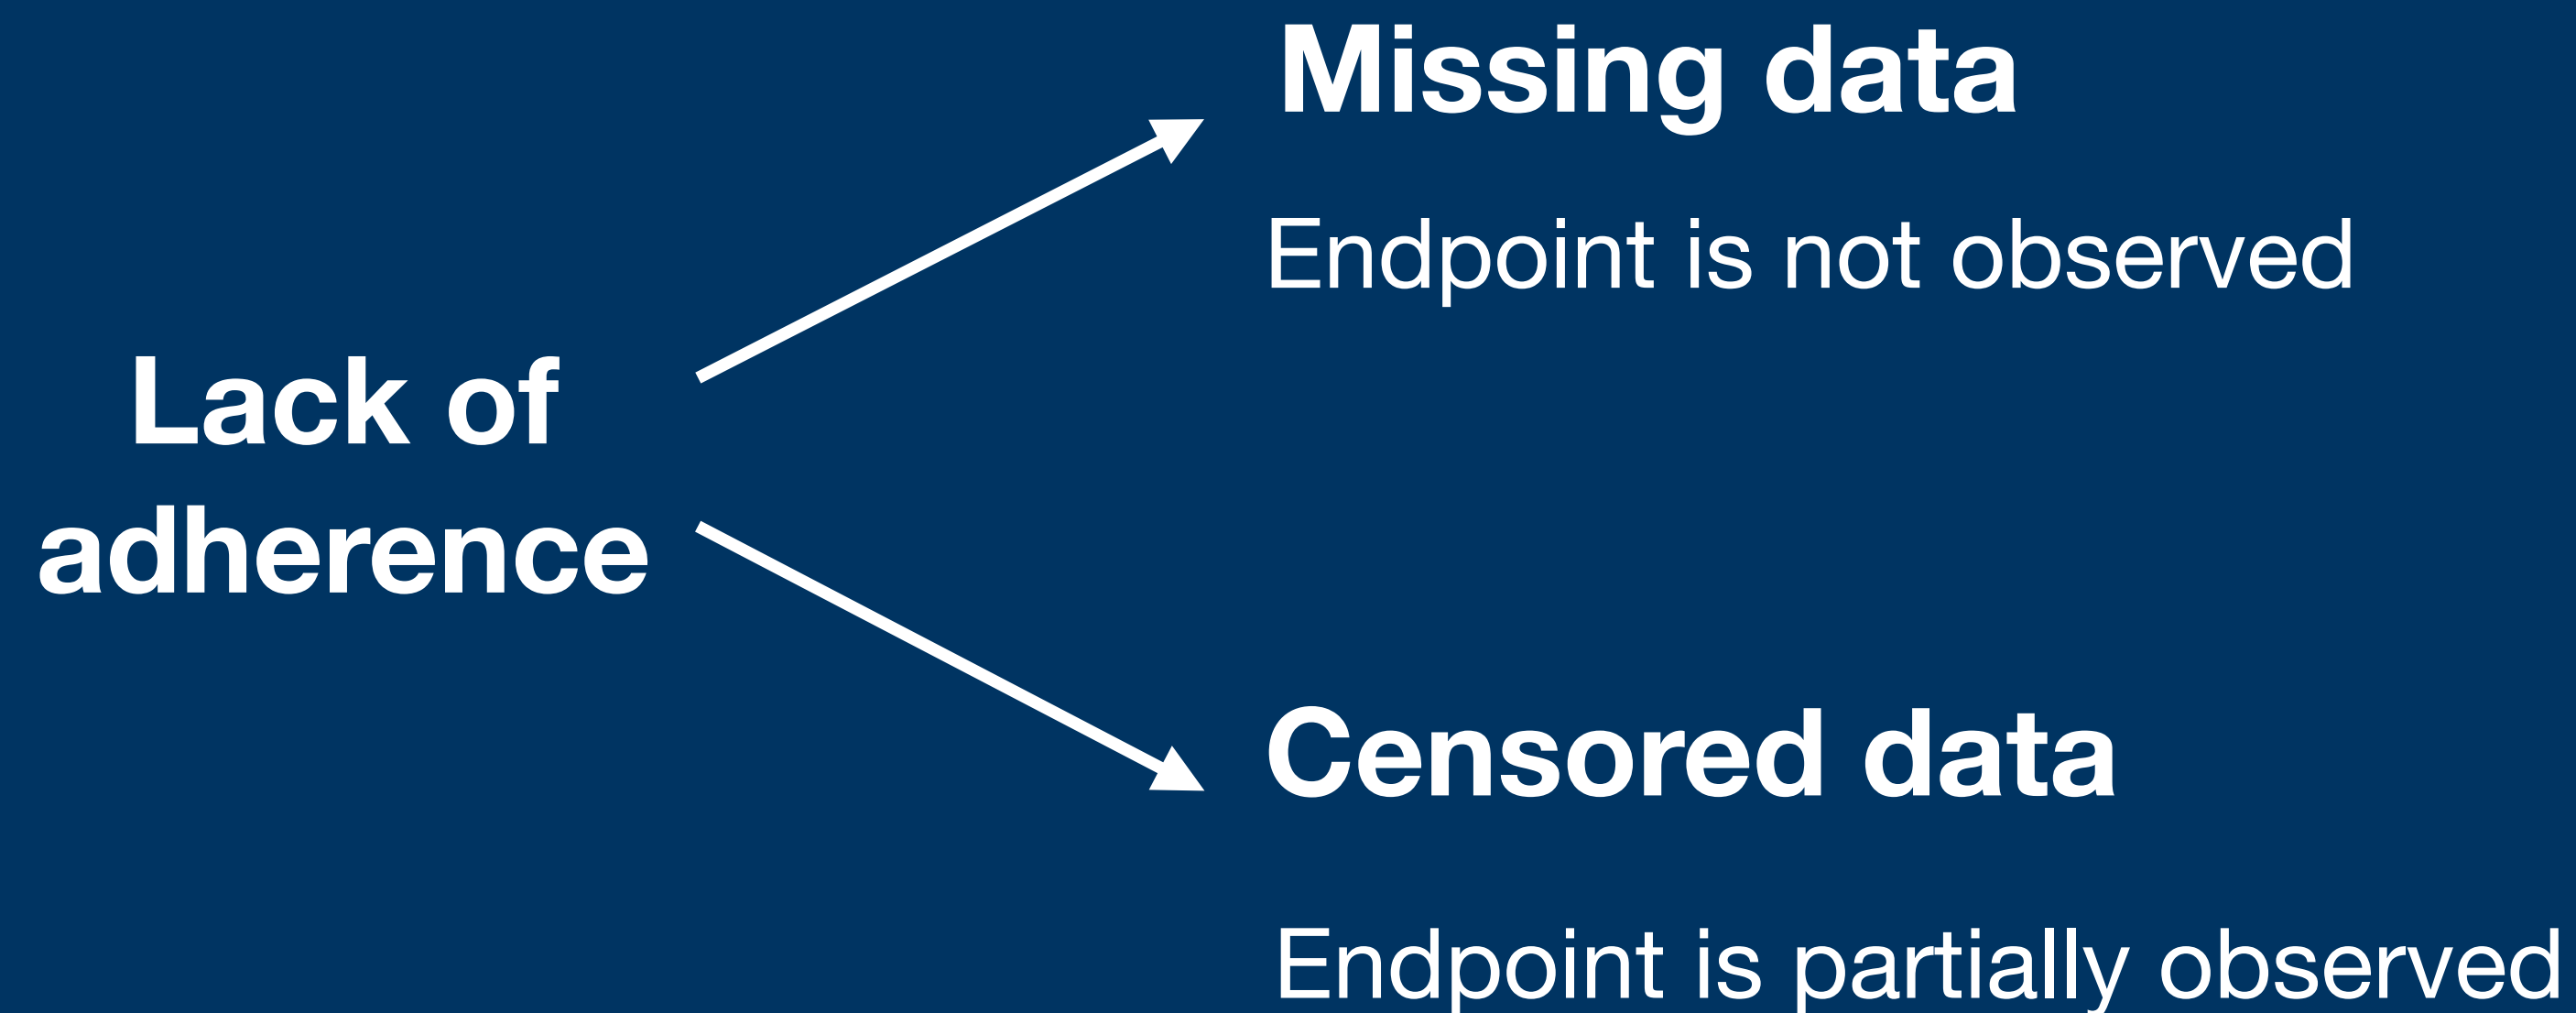 Missing data
Endpoint is not observed
Lack of
adherence
Censored data
Endpoint is partially observed